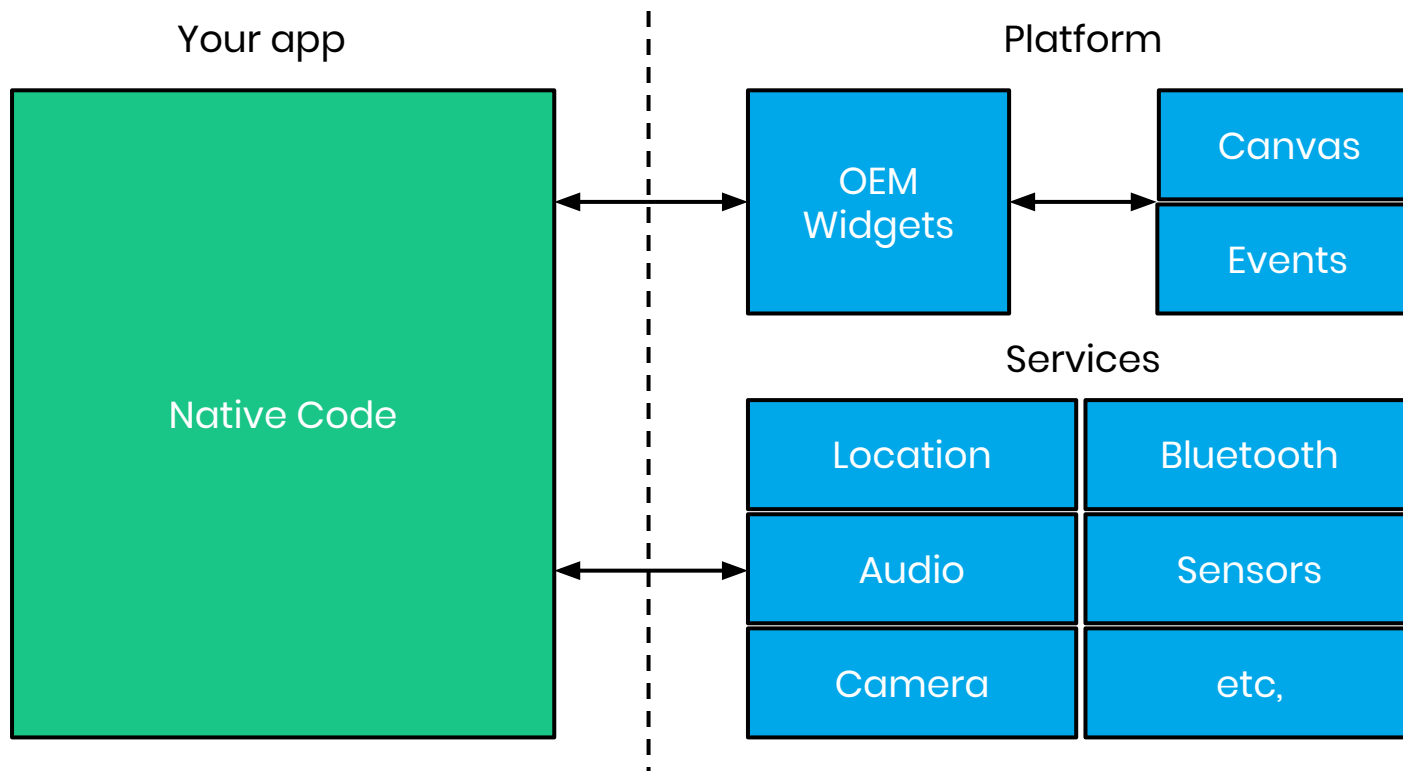 Your app
Platform
Native Code
OEM
Widgets
Canvas
Events
Services
Location
Bluetooth
Audio
Sensors
Camera
etc,